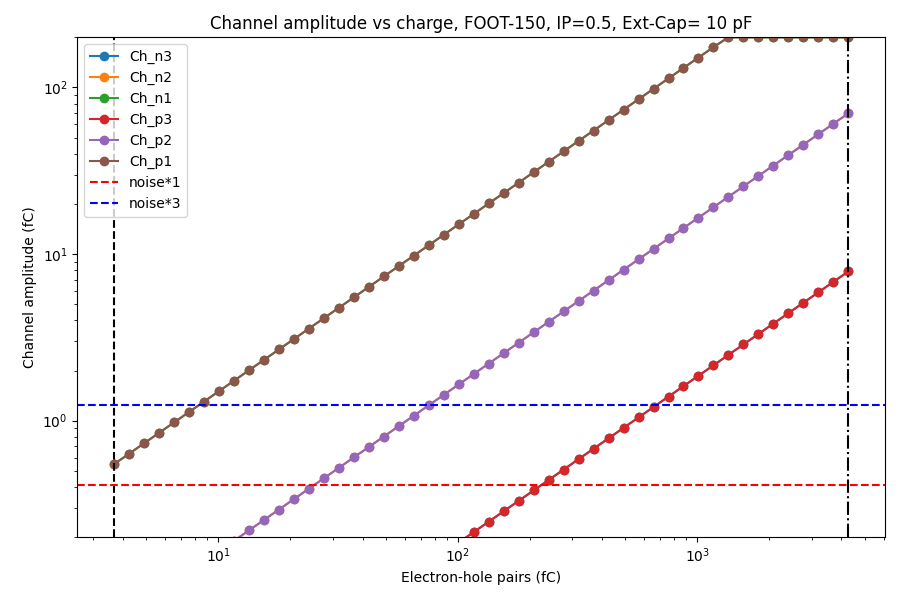 Channel amplitude vs charge, FOOT-150, IP=0.5, Ext-Cap= 10 pF
Ch_n3
Ch_n2
Ch_n1
Ch_p3
Ch_p2
Ch_p1
noise*1
noise*3
Channel amplitude (fC)
10²
10¹
10⁰
10¹
10²
10³
Electron-hole pairs (fC)